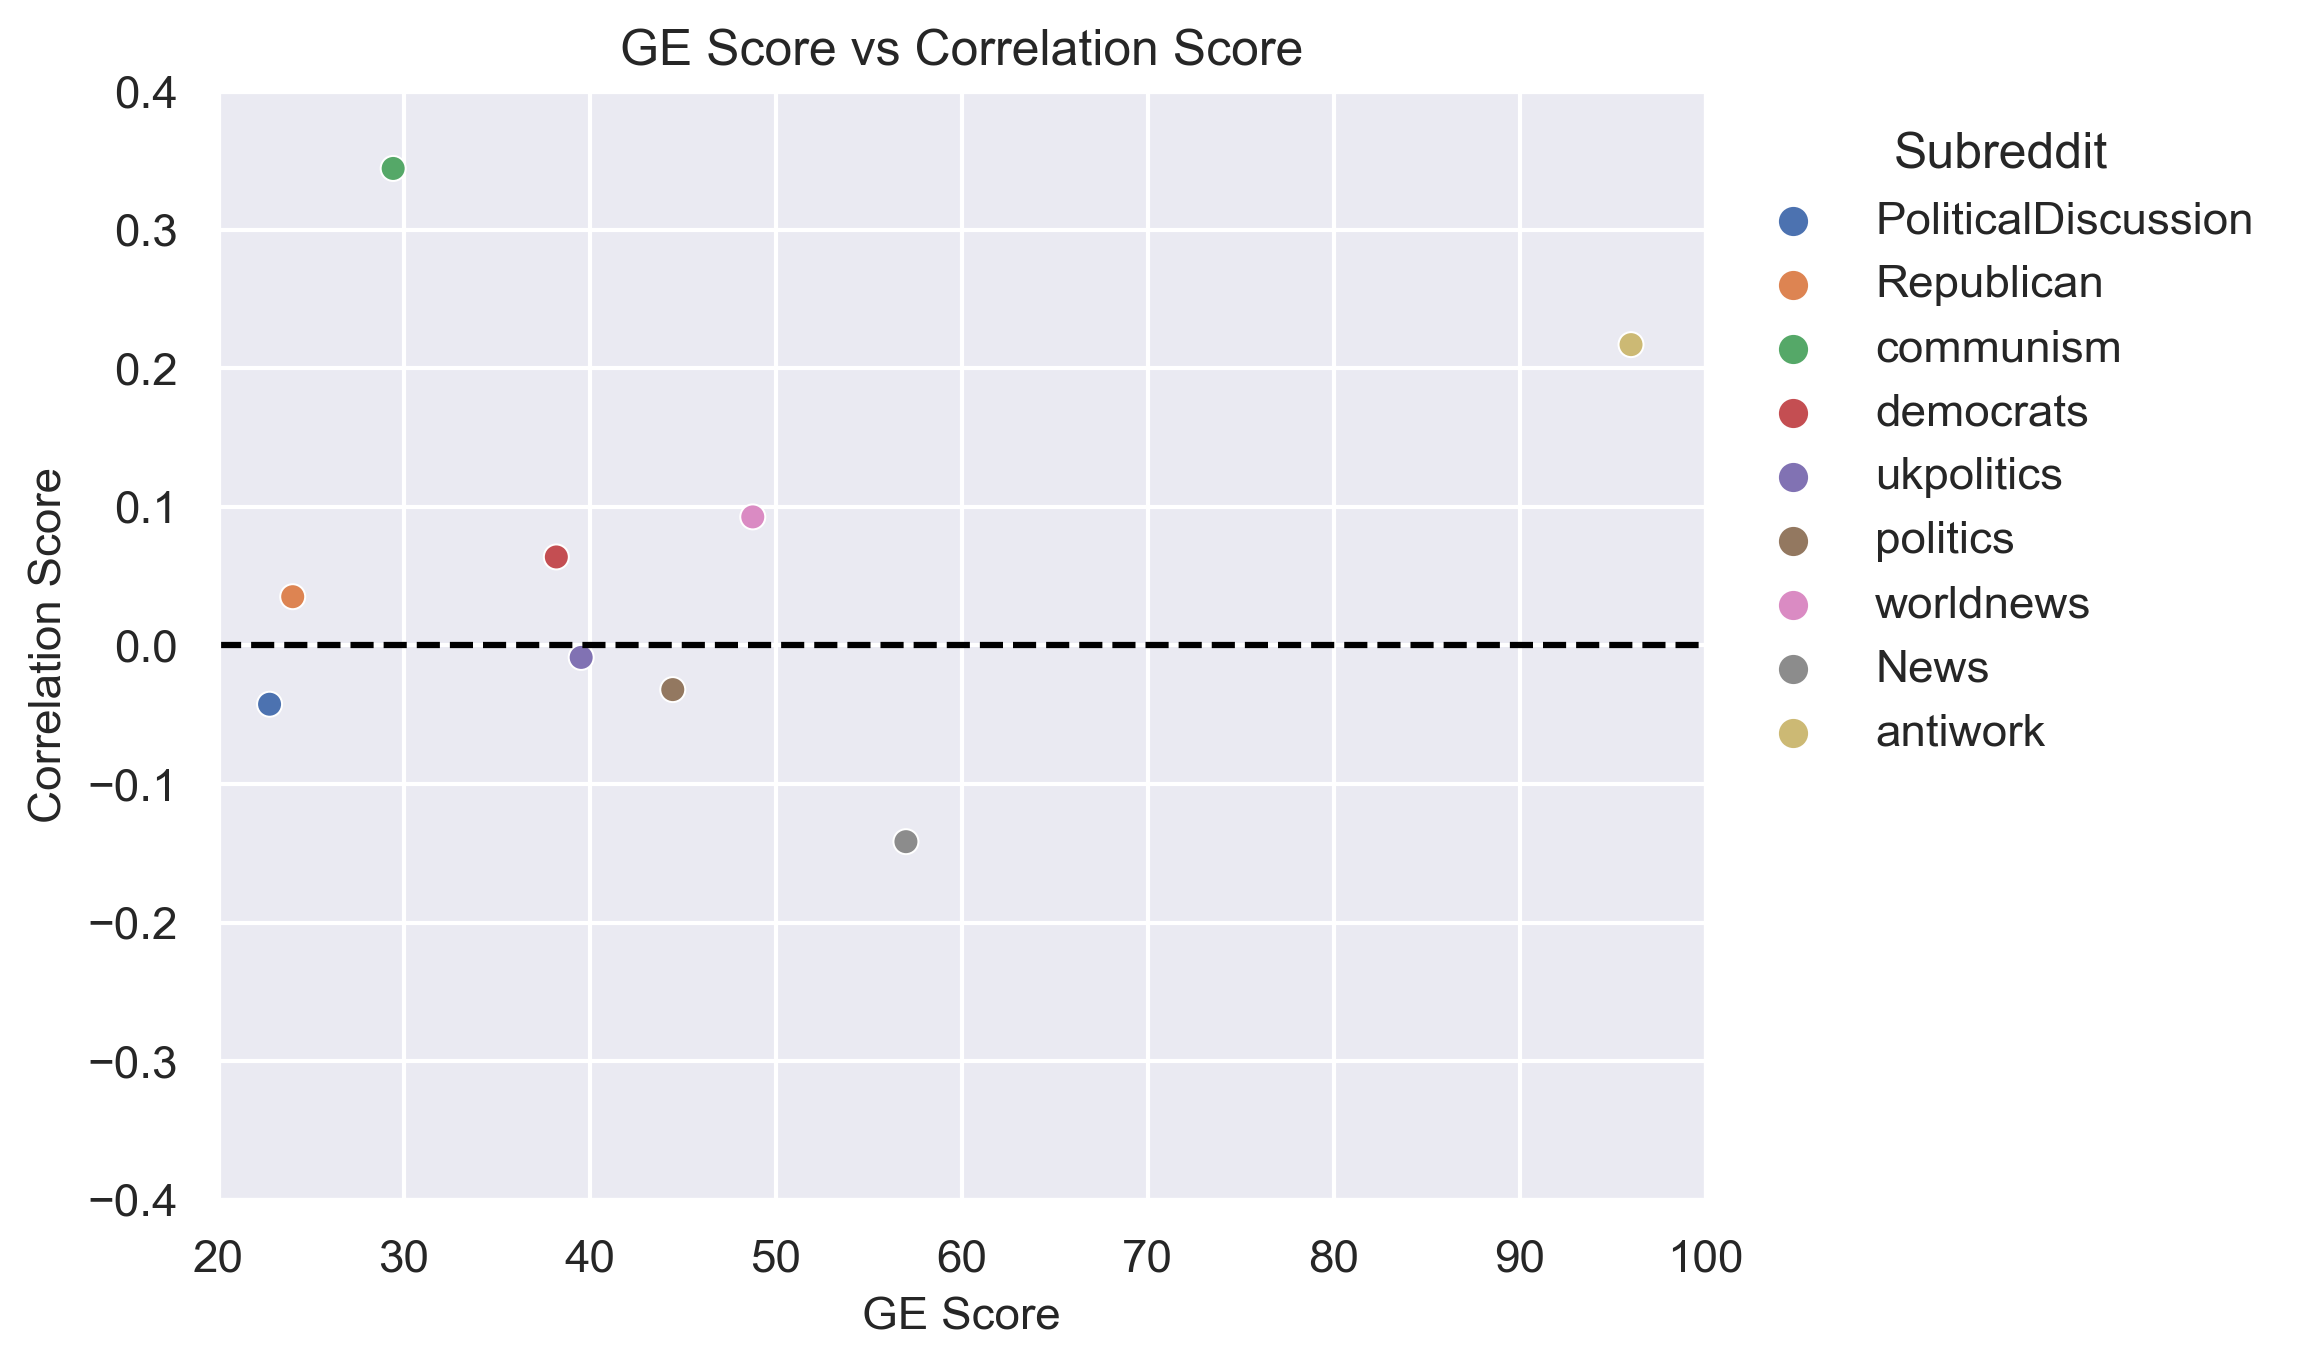 GE Score vs Correlation Score
0.4
0.3
0.2
0.1
0.0
−0.1
−0.2
−0.3
−0.4
Correlation Score
20 30 40 50 60 70 80 90 100
GE Score
Subreddit
PoliticalDiscussion
Republican
communism
democrats
ukpolitics
politics
worldnews
News
antiwork